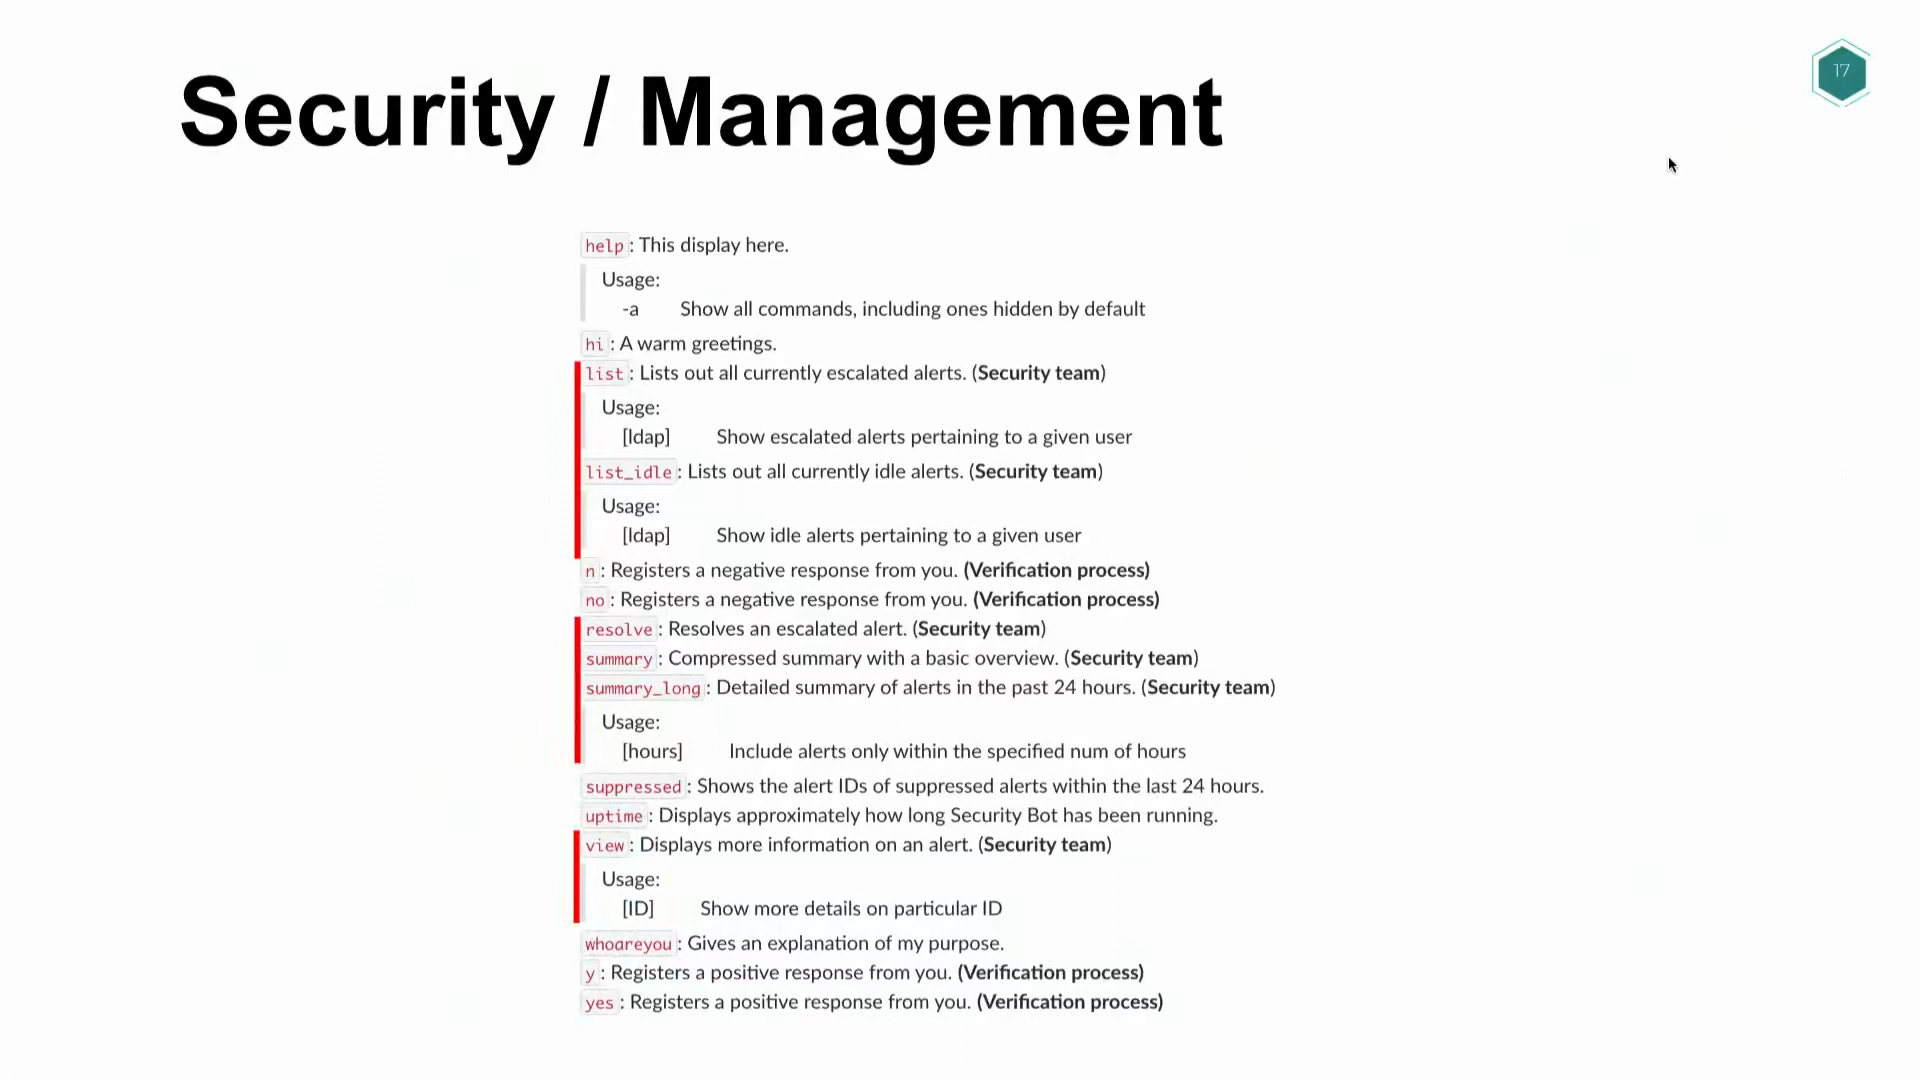 17
Security / Management
help: This display here.
Usage:
-a Show all commands, including ones hidden by default
hi: A warm greetings.
list: Lists out all currently escalated alerts. (Security team)
Usage:
[ldap] Show escalated alerts pertaining to a given user
list_idle: Lists out all currently idle alerts. (Security team)
Usage:
[ldap] Show idle alerts pertaining to a given user
n: Registers a negative response from you. (Verification process)
no: Registers a negative response from you. (Verification process)
resolve: Resolves an escalated alert. (Security team)
summary: Compressed summary with a basic overview. (Security team)
summary_long: Detailed summary of alerts in the past 24 hours. (Security team)
Usage:
[hours] Include alerts only within the specified num of hours
suppressed: Shows the alert IDs of suppressed alerts within the last 24 hours.
uptime: Displays approximately how long Security Bot has been running.
view: Displays more information on an alert. (Security team)
Usage:
[ID] Show more details on particular ID
whoareyou: Gives an explanation of my purpose.
y: Registers a positive response from you. (Verification process)
yes: Registers a positive response from you. (Verification process)